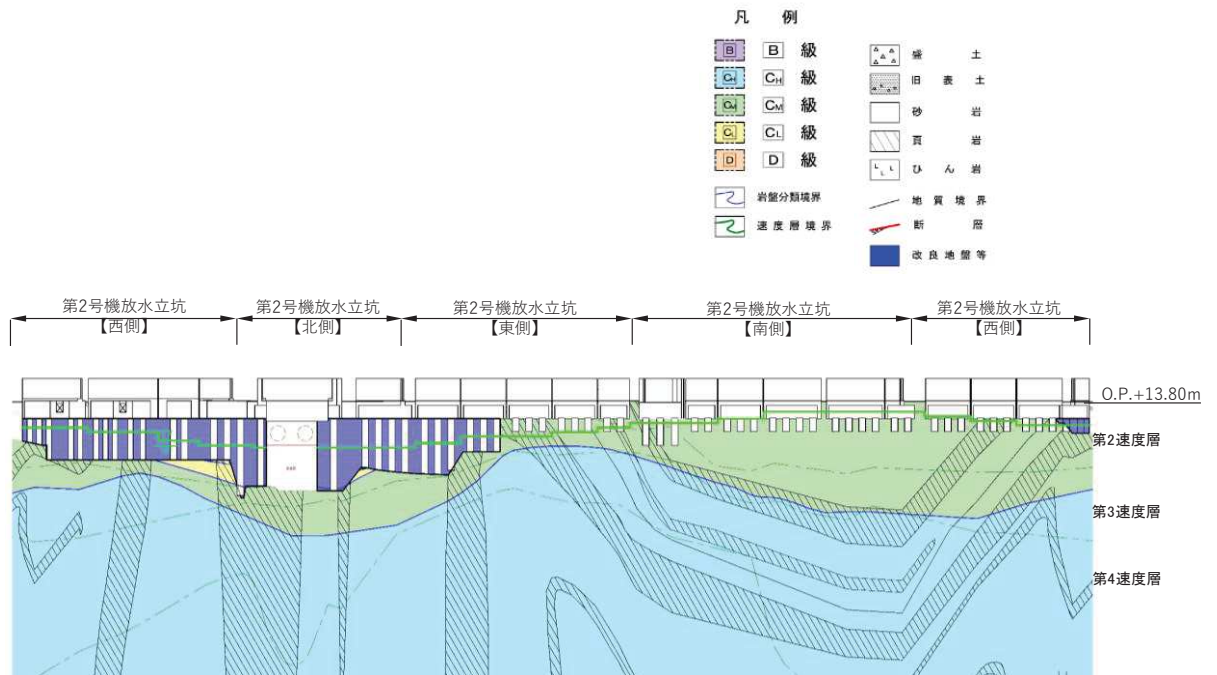 凡 例
B B 級
CH CH 級
CM CM 級
CL CL 級
D D 級
岩盤分類境界
速度層境界
盛土
旧表土
砂岩
頁岩
ひん岩
地質境界
断層
改良地盤等
第2号機放水立坑
【西側】
第2号機放水立坑
【北側】
第2号機放水立坑
【東側】
第2号機放水立坑
【南側】
第2号機放水立坑
【西側】
O.P.+13.80m
第2速度層
第3速度層
第4速度層